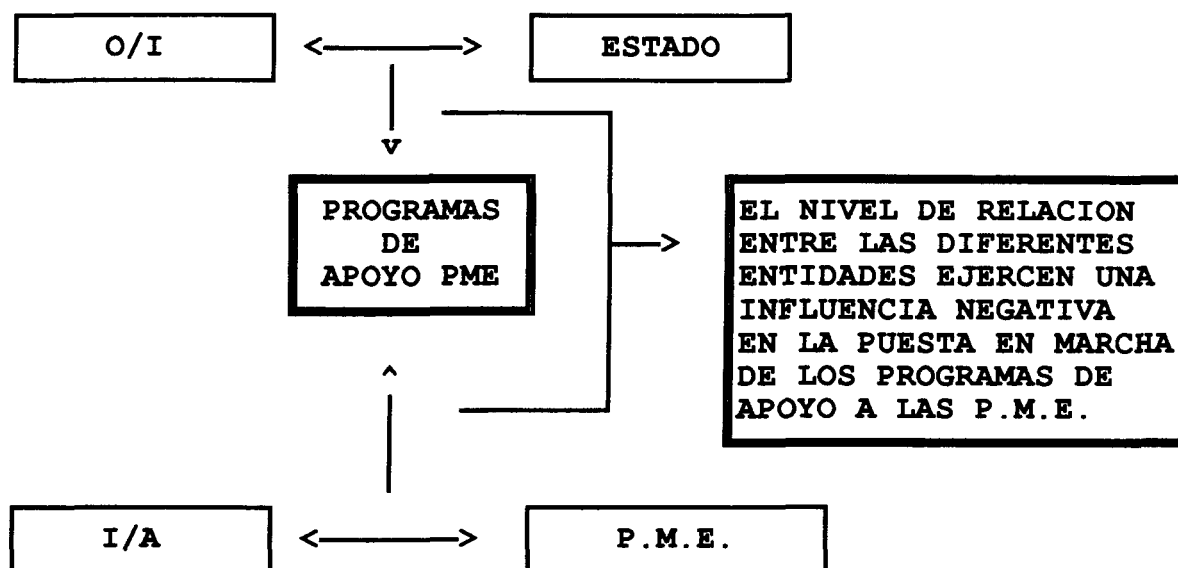 O/I
ESTADO
PROGRAMAS
DE
APOYO PME
EL NIVEL DE RELACION
ENTRE LAS DIFERENTES
ENTIDADES EJERCEN UNA
INFLUENCIA NEGATIVA
EN LA PUESTA EN MARCHA
DE LOS PROGRAMAS DE
APOYO A LAS P.M.E.
I/A
P.M.E.